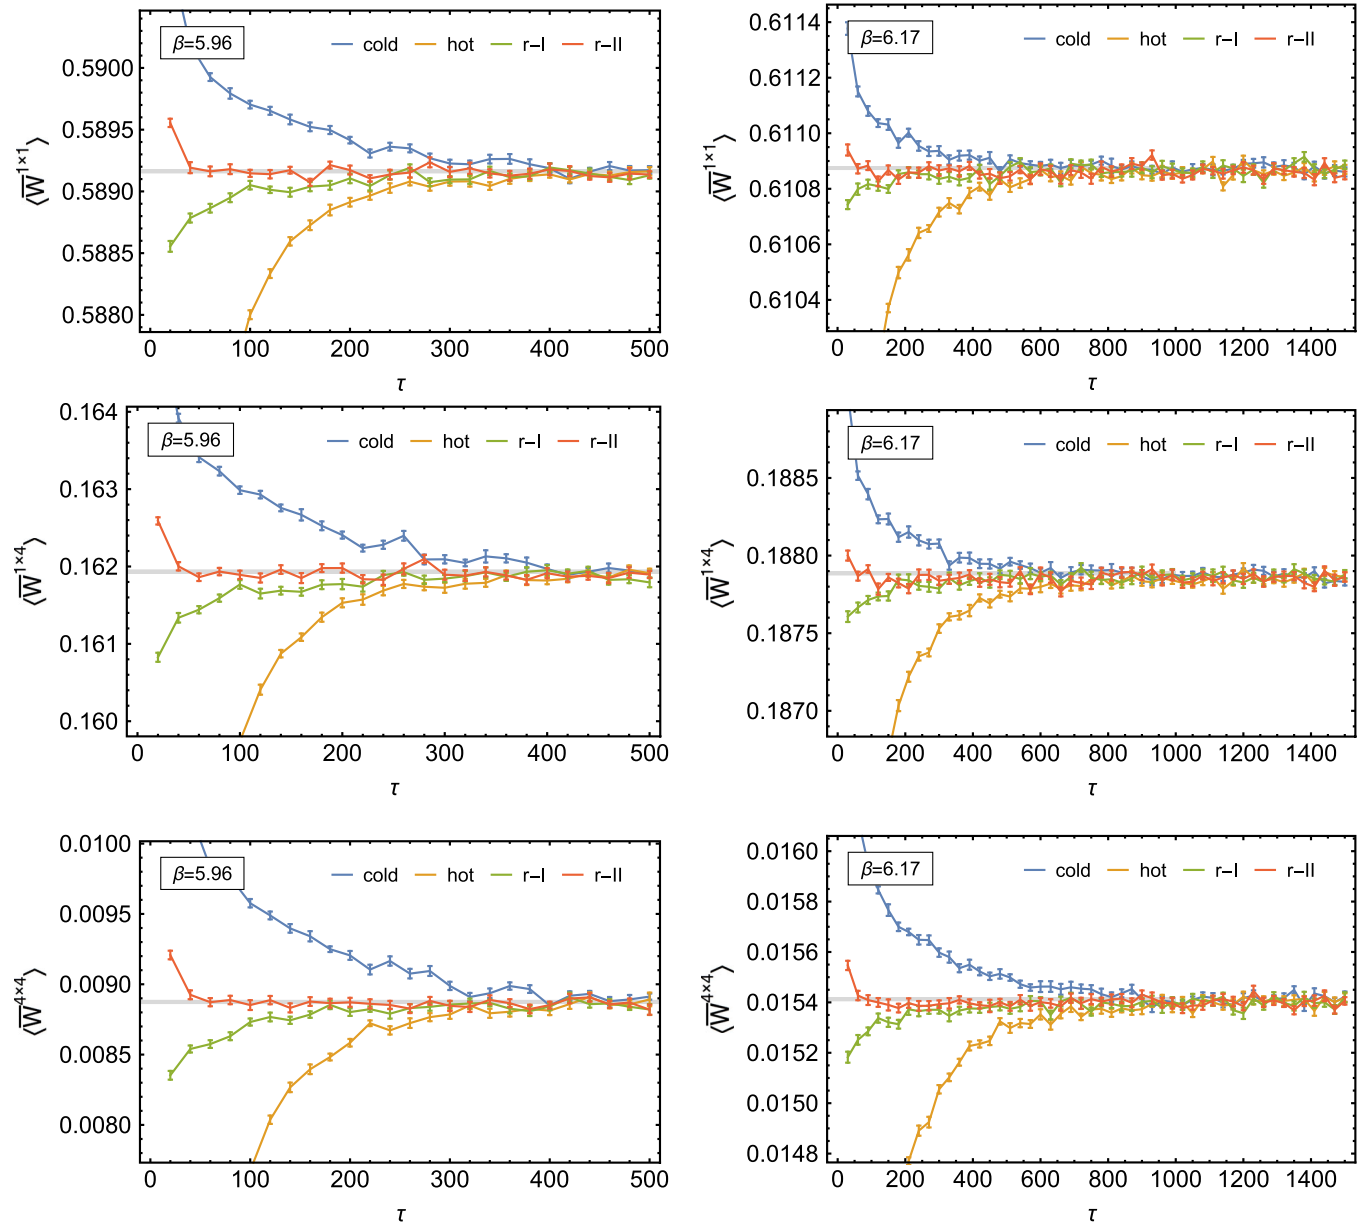 β=5.96
cold hot r–I r–II
0.5900
0.5895
0.5890
0.5885
0.5880
⟨W̅^{1×1}⟩
0 100 200 300 400 500
τ
β=6.17
cold hot r–I r–II
0.6114
0.6112
0.6110
0.6108
0.6106
0.6104
⟨W̅^{1×1}⟩
0 200 400 600 800 1000 1200 1400
τ
β=5.96
cold hot r–I r–II
0.164
0.163
0.162
0.161
0.160
⟨W̅^{1×4}⟩
0 100 200 300 400 500
τ
β=6.17
cold hot r–I r–II
0.1885
0.1880
0.1875
0.1870
⟨W̅^{1×4}⟩
0 200 400 600 800 1000 1200 1400
τ
β=5.96
cold hot r–I r–II
0.0100
0.0095
0.0090
0.0085
0.0080
⟨W̅^{4×4}⟩
0 100 200 300 400 500
τ
β=6.17
cold hot r–I r–II
0.0160
0.0158
0.0156
0.0154
0.0152
0.0150
0.0148
⟨W̅^{4×4}⟩
0 200 400 600 800 1000 1200 1400
τ